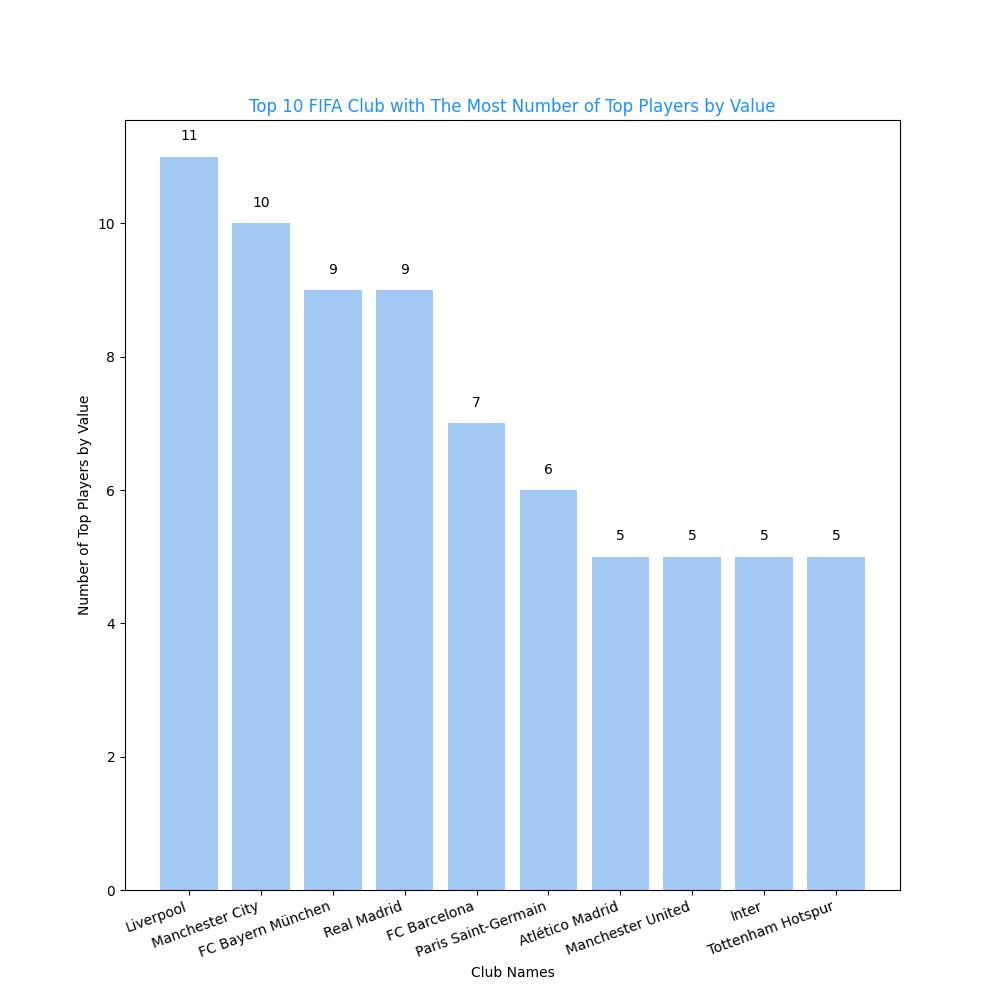 Top 10 FIFA Club with The Most Number of Top Players by Value
11
10
9
9
7
6
5
5
5
5
10
8
6
4
2
0
Number of Top Players by Value
Liverpool
Manchester City
FC Bayern München
Real Madrid
FC Barcelona
Paris Saint-Germain
Atlético Madrid
Manchester United
Inter
Tottenham Hotspur
Club Names